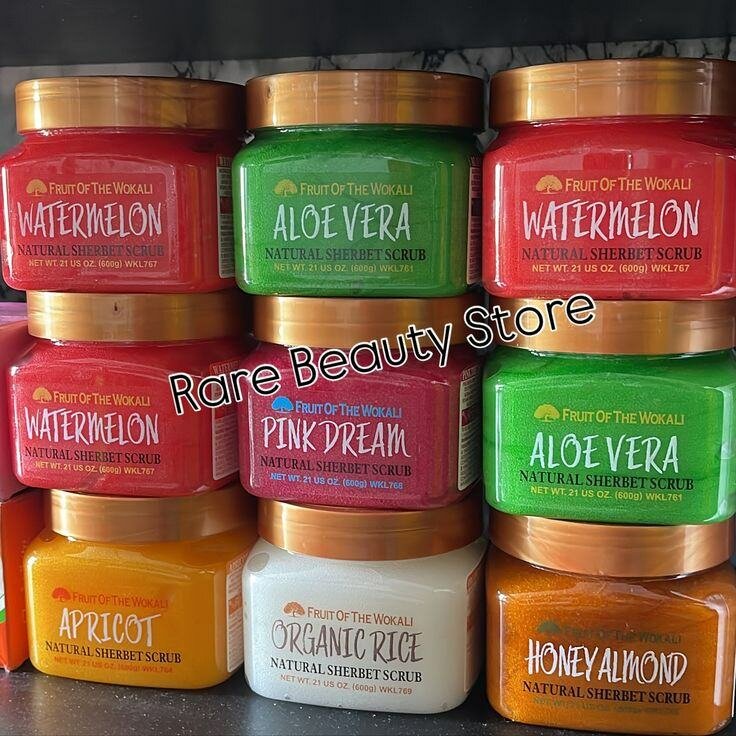 FRUIT OF THE WOKALI
WATERMELON
NATURAL SHERBET SCRUB
NET WT. 21 US OZ. (600g) WKL767
FRUIT OF THE WOKALI
ALOE VERA
NATURAL SHERBET SCRUB
NET WT. 21 US OZ. (600g) WKL761
FRUIT OF THE WOKALI
WATERMELON
NATURAL SHERBET SCRUB
NET WT. 21 US OZ. (600g) WKL767
Rare Beauty Store
FRUIT OF THE WOKALI
WATERMELON
NATURAL SHERBET SCRUB
NET WT. 21 US OZ. (600g) WKL767
FRUIT OF THE WOKALI
PINK DREAM
NATURAL SHERBET SCRUB
NET WT. 21 US OZ. (600g) WKL768
FRUIT OF THE WOKALI
ALOE VERA
NATURAL SHERBET SCRUB
NET WT. 21 US OZ. (600g) WKL761
FRUIT OF THE WOKALI
APRICOT
NATURAL SHERBET SCRUB
NET WT. 21 US OZ. (600g) WKL764
FRUIT OF THE WOKALI
ORGANIC RICE
NATURAL SHERBET SCRUB
NET WT. 21 US OZ. (600g) WKL769
FRUIT OF THE WOKALI
HONEY ALMOND
NATURAL SHERBET SCRUB
NET WT. 21 US OZ. (600g)